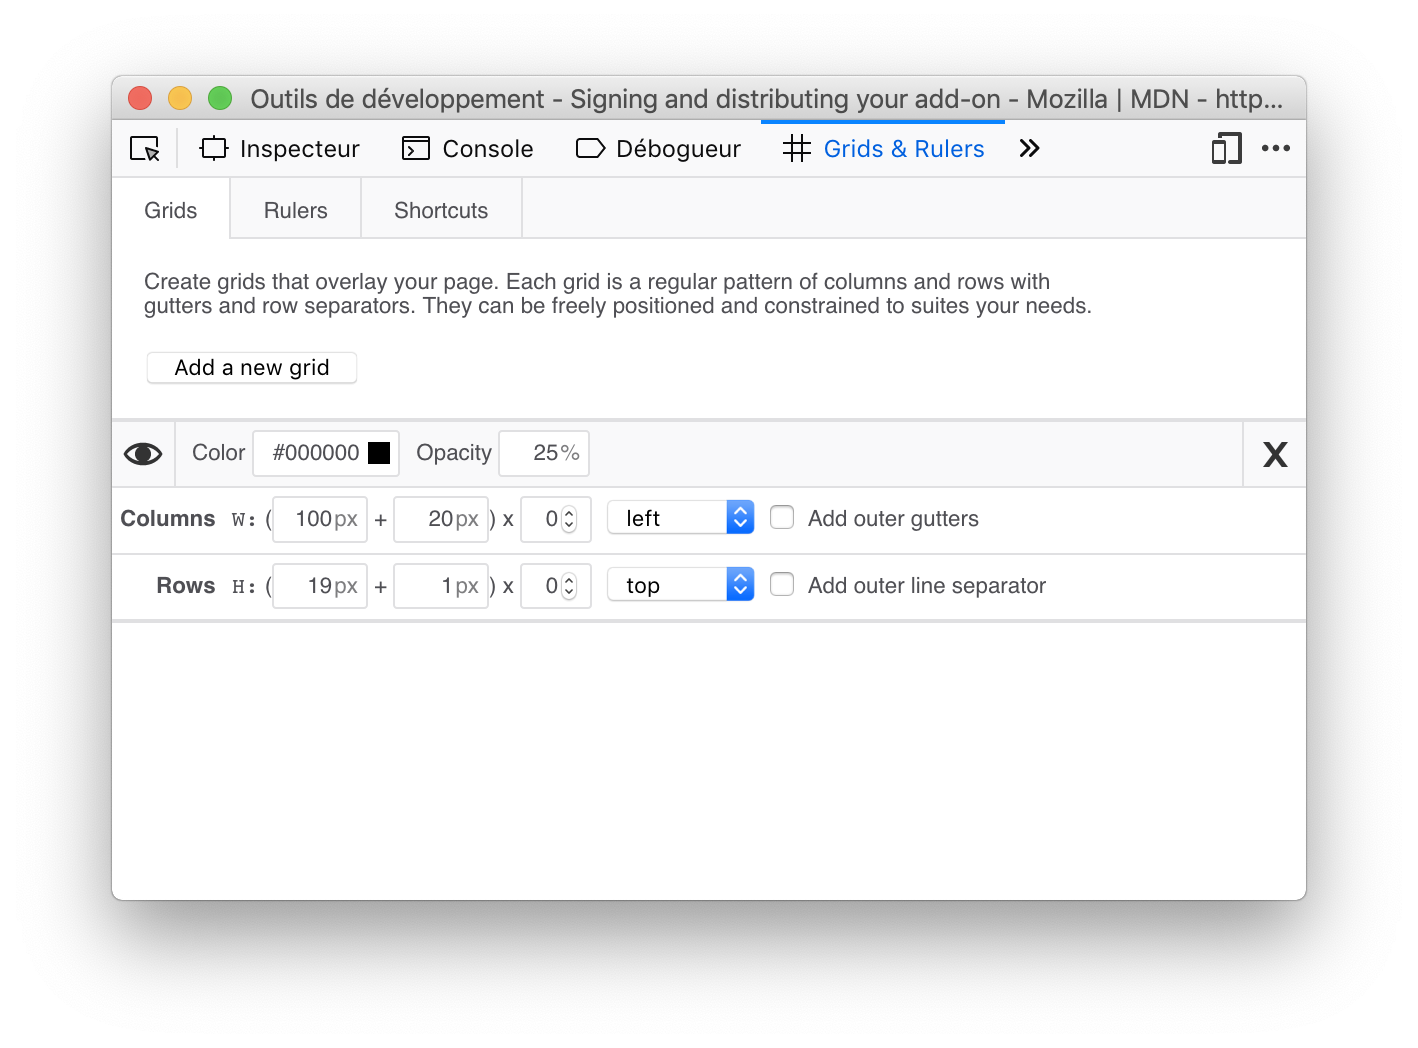 Outils de développement - Signing and distributing your add-on - Mozilla | MDN - http...
Inspecteur Console Débogueur Grids & Rulers
Grids Rulers Shortcuts
Create grids that overlay your page. Each grid is a regular pattern of columns and rows with
gutters and row separators. They can be freely positioned and constrained to suites your needs.
Add a new grid
Color #000000 Opacity 25% X
Columns W: ( 100px + 20px ) x 0 left Add outer gutters
Rows H: ( 19px + 1px ) x 0 top Add outer line separator